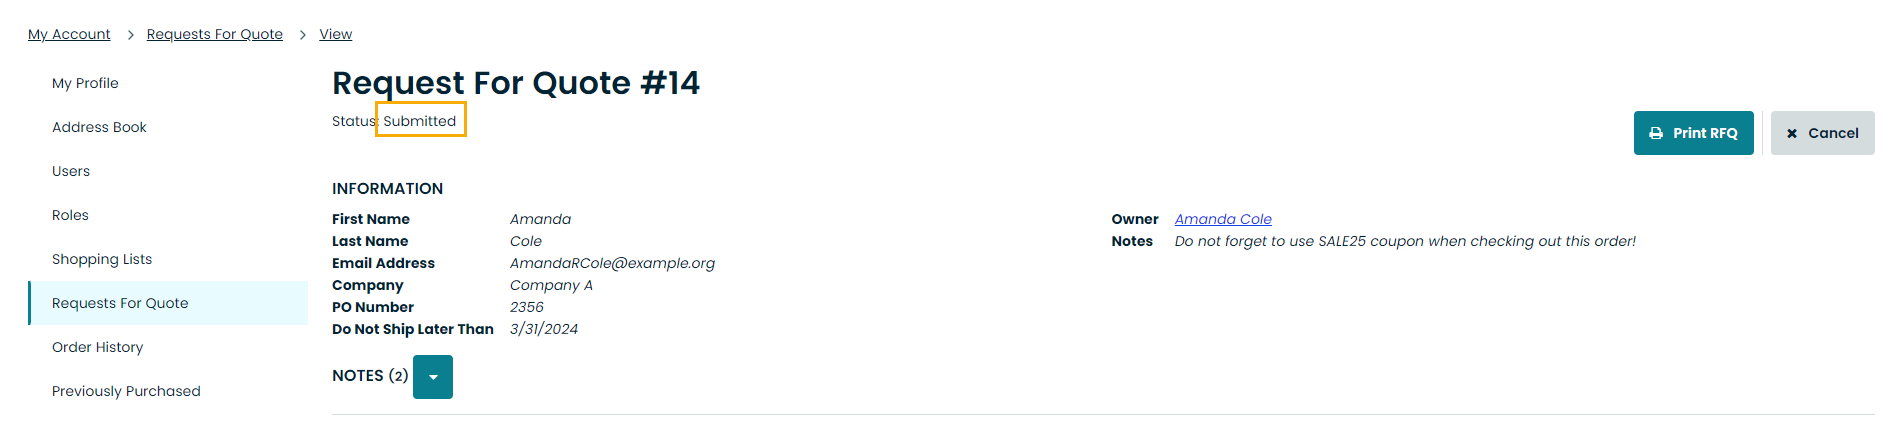 My Account > Requests For Quote > View
My Profile
Address Book
Users
Roles
Shopping Lists
Requests For Quote
Order History
Previously Purchased
Request For Quote #14
Status: Submitted
Print RFQ
Cancel
INFORMATION
First Name Amanda
Last Name Cole
Email Address AmandaRCole@example.org
Company Company A
PO Number 2356
Do Not Ship Later Than 3/31/2024
Owner Amanda Cole
Notes Do not forget to use SALE25 coupon when checking out this order!
NOTES (2)